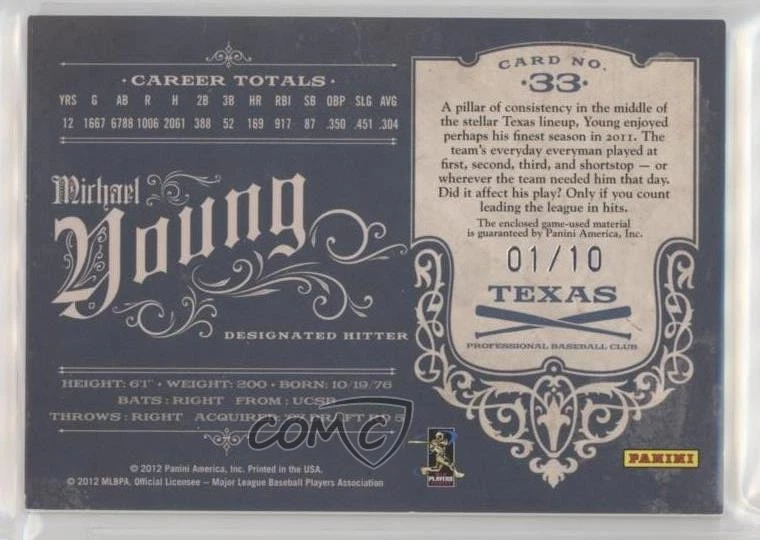 · CAREER TOTALS ·
YRS G AB R H 2B 3B HR RBI SB OBP SLG AVG
12 1667 6788 1006 2061 388 52 169 917 87 .350 .451 .304
Michael
Young
DESIGNATED HITTER
HEIGHT: 6'1" · WEIGHT: 200 · BORN: 10/19/76
BATS: RIGHT FROM: UCSB
THROWS: RIGHT ACQUIRED: DRAFT RD 5
© 2012 Panini America, Inc. Printed in the USA.
© 2012 MLBPA. Official Licensee – Major League Baseball Players Association
CARD NO.
· 33 ·
A pillar of consistency in the middle of
the stellar Texas lineup, Young enjoyed
perhaps his finest season in 2011. The
team's everyday everyman played at
first, second, third, and shortstop — or
wherever the team needed him that day.
Did it affect his play? Only if you count
leading the league in hits.
The enclosed game-used material
is guaranteed by Panini America, Inc.
01/10
TEXAS
PROFESSIONAL BASEBALL CLUB
COMC
PLAYERS
PANINI